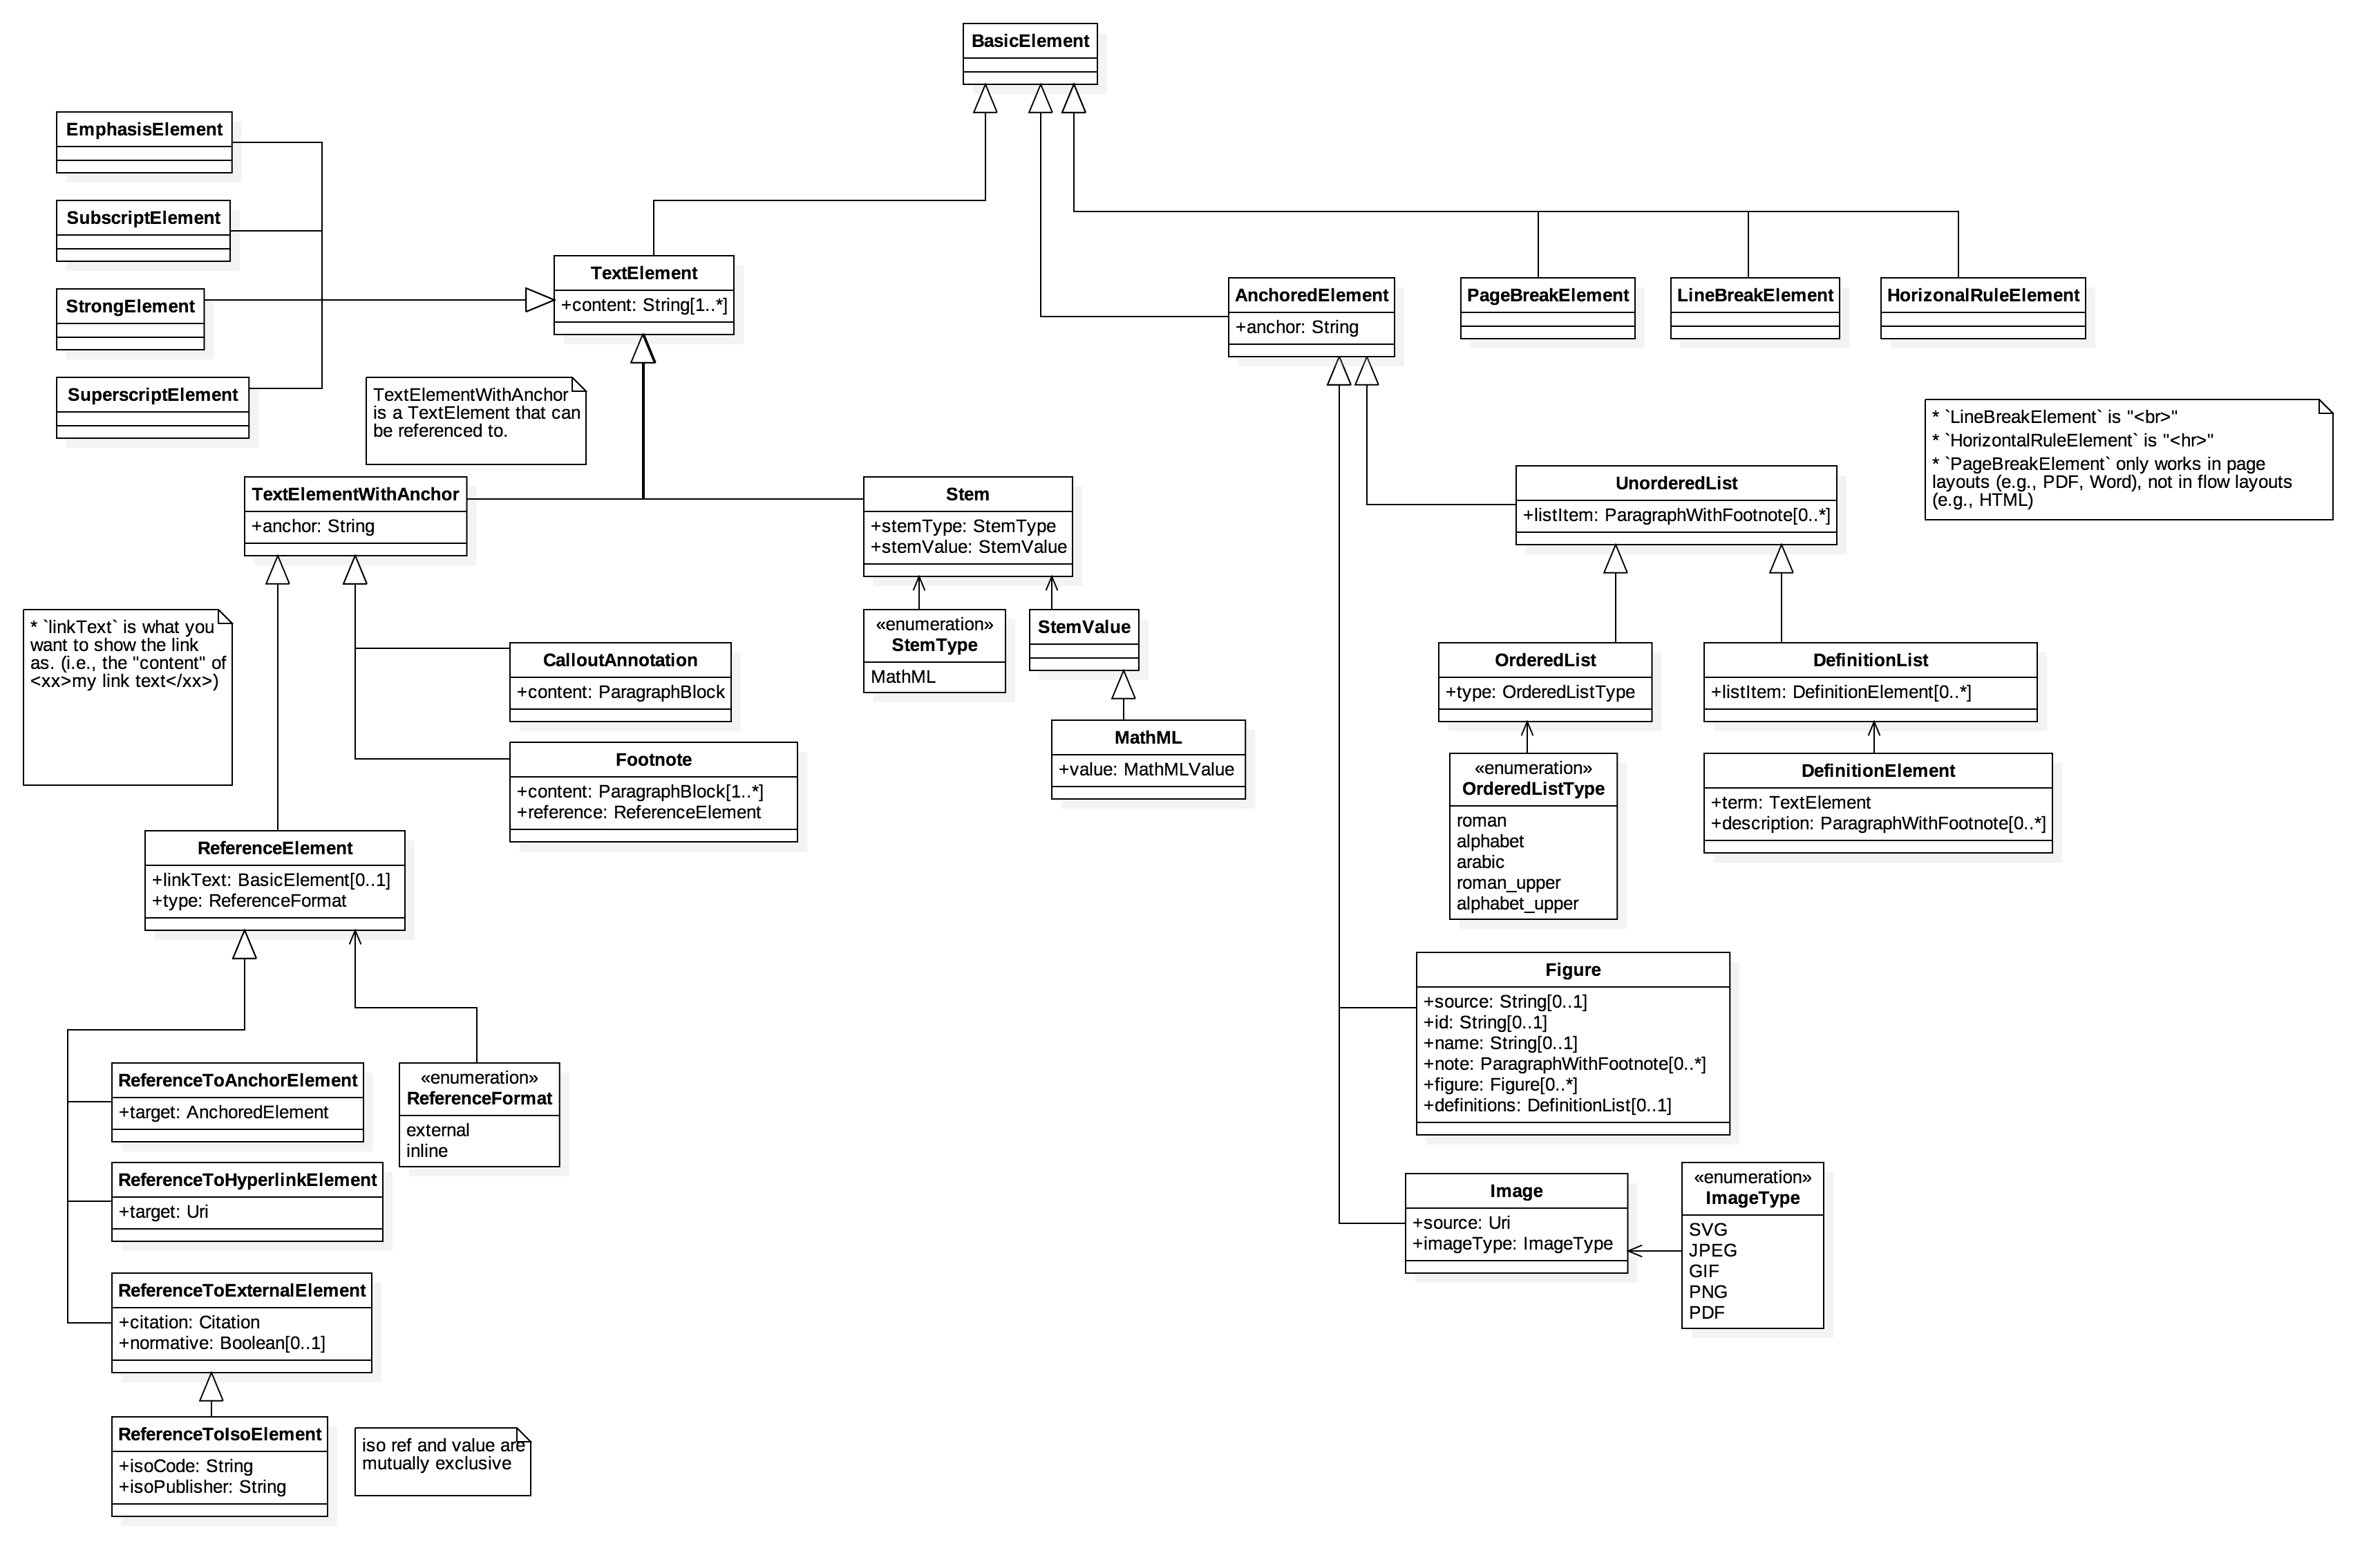 BasicElement
EmphasisElement
SubscriptElement
StrongElement
SuperscriptElement
TextElement
+content: String[1..*]
AnchoredElement
+anchor: String
PageBreakElement
LineBreakElement
HorizonalRuleElement
TextElementWithAnchor
is a TextElement that can
be referenced to.
* `LineBreakElement` is "<br>"
* `HorizontalRuleElement` is "<hr>"
* `PageBreakElement` only works in page
layouts (e.g., PDF, Word), not in flow layouts
(e.g., HTML)
TextElementWithAnchor
+anchor: String
Stem
+stemType: StemType
+stemValue: StemValue
UnorderedList
+listItem: ParagraphWithFootnote[0..*]
* `linkText` is what you
want to show the link
as. (i.e., the "content" of
<xx>my link text</xx>)
«enumeration»
StemType
MathML
StemValue
CalloutAnnotation
+content: ParagraphBlock
OrderedList
+type: OrderedListType
DefinitionList
+listItem: DefinitionElement[0..*]
MathML
+value: MathMLValue
Footnote
+content: ParagraphBlock[1..*]
+reference: ReferenceElement
«enumeration»
OrderedListType
roman
alphabet
arabic
roman_upper
alphabet_upper
DefinitionElement
+term: TextElement
+description: ParagraphWithFootnote[0..*]
ReferenceElement
+linkText: BasicElement[0..1]
+type: ReferenceFormat
Figure
+source: String[0..1]
+id: String[0..1]
+name: String[0..1]
+note: ParagraphWithFootnote[0..*]
+figure: Figure[0..*]
+definitions: DefinitionList[0..1]
ReferenceToAnchorElement
+target: AnchoredElement
«enumeration»
ReferenceFormat
external
inline
ReferenceToHyperlinkElement
+target: Uri
Image
+source: Uri
+imageType: ImageType
«enumeration»
ImageType
SVG
JPEG
GIF
PNG
PDF
ReferenceToExternalElement
+citation: Citation
+normative: Boolean[0..1]
ReferenceToIsoElement
+isoCode: String
+isoPublisher: String
iso ref and value are
mutually exclusive